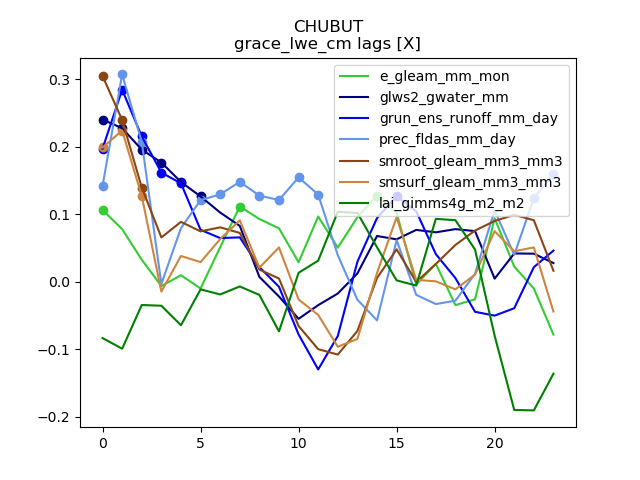 CHUBUT
grace_lwe_cm lags [X]
0.3
0.2
0.1
0.0
−0.1
−0.2
0
5
10
15
20
e_gleam_mm_mon
glws2_gwater_mm
grun_ens_runoff_mm_day
prec_fldas_mm_day
smroot_gleam_mm3_mm3
smsurf_gleam_mm3_mm3
lai_gimms4g_m2_m2